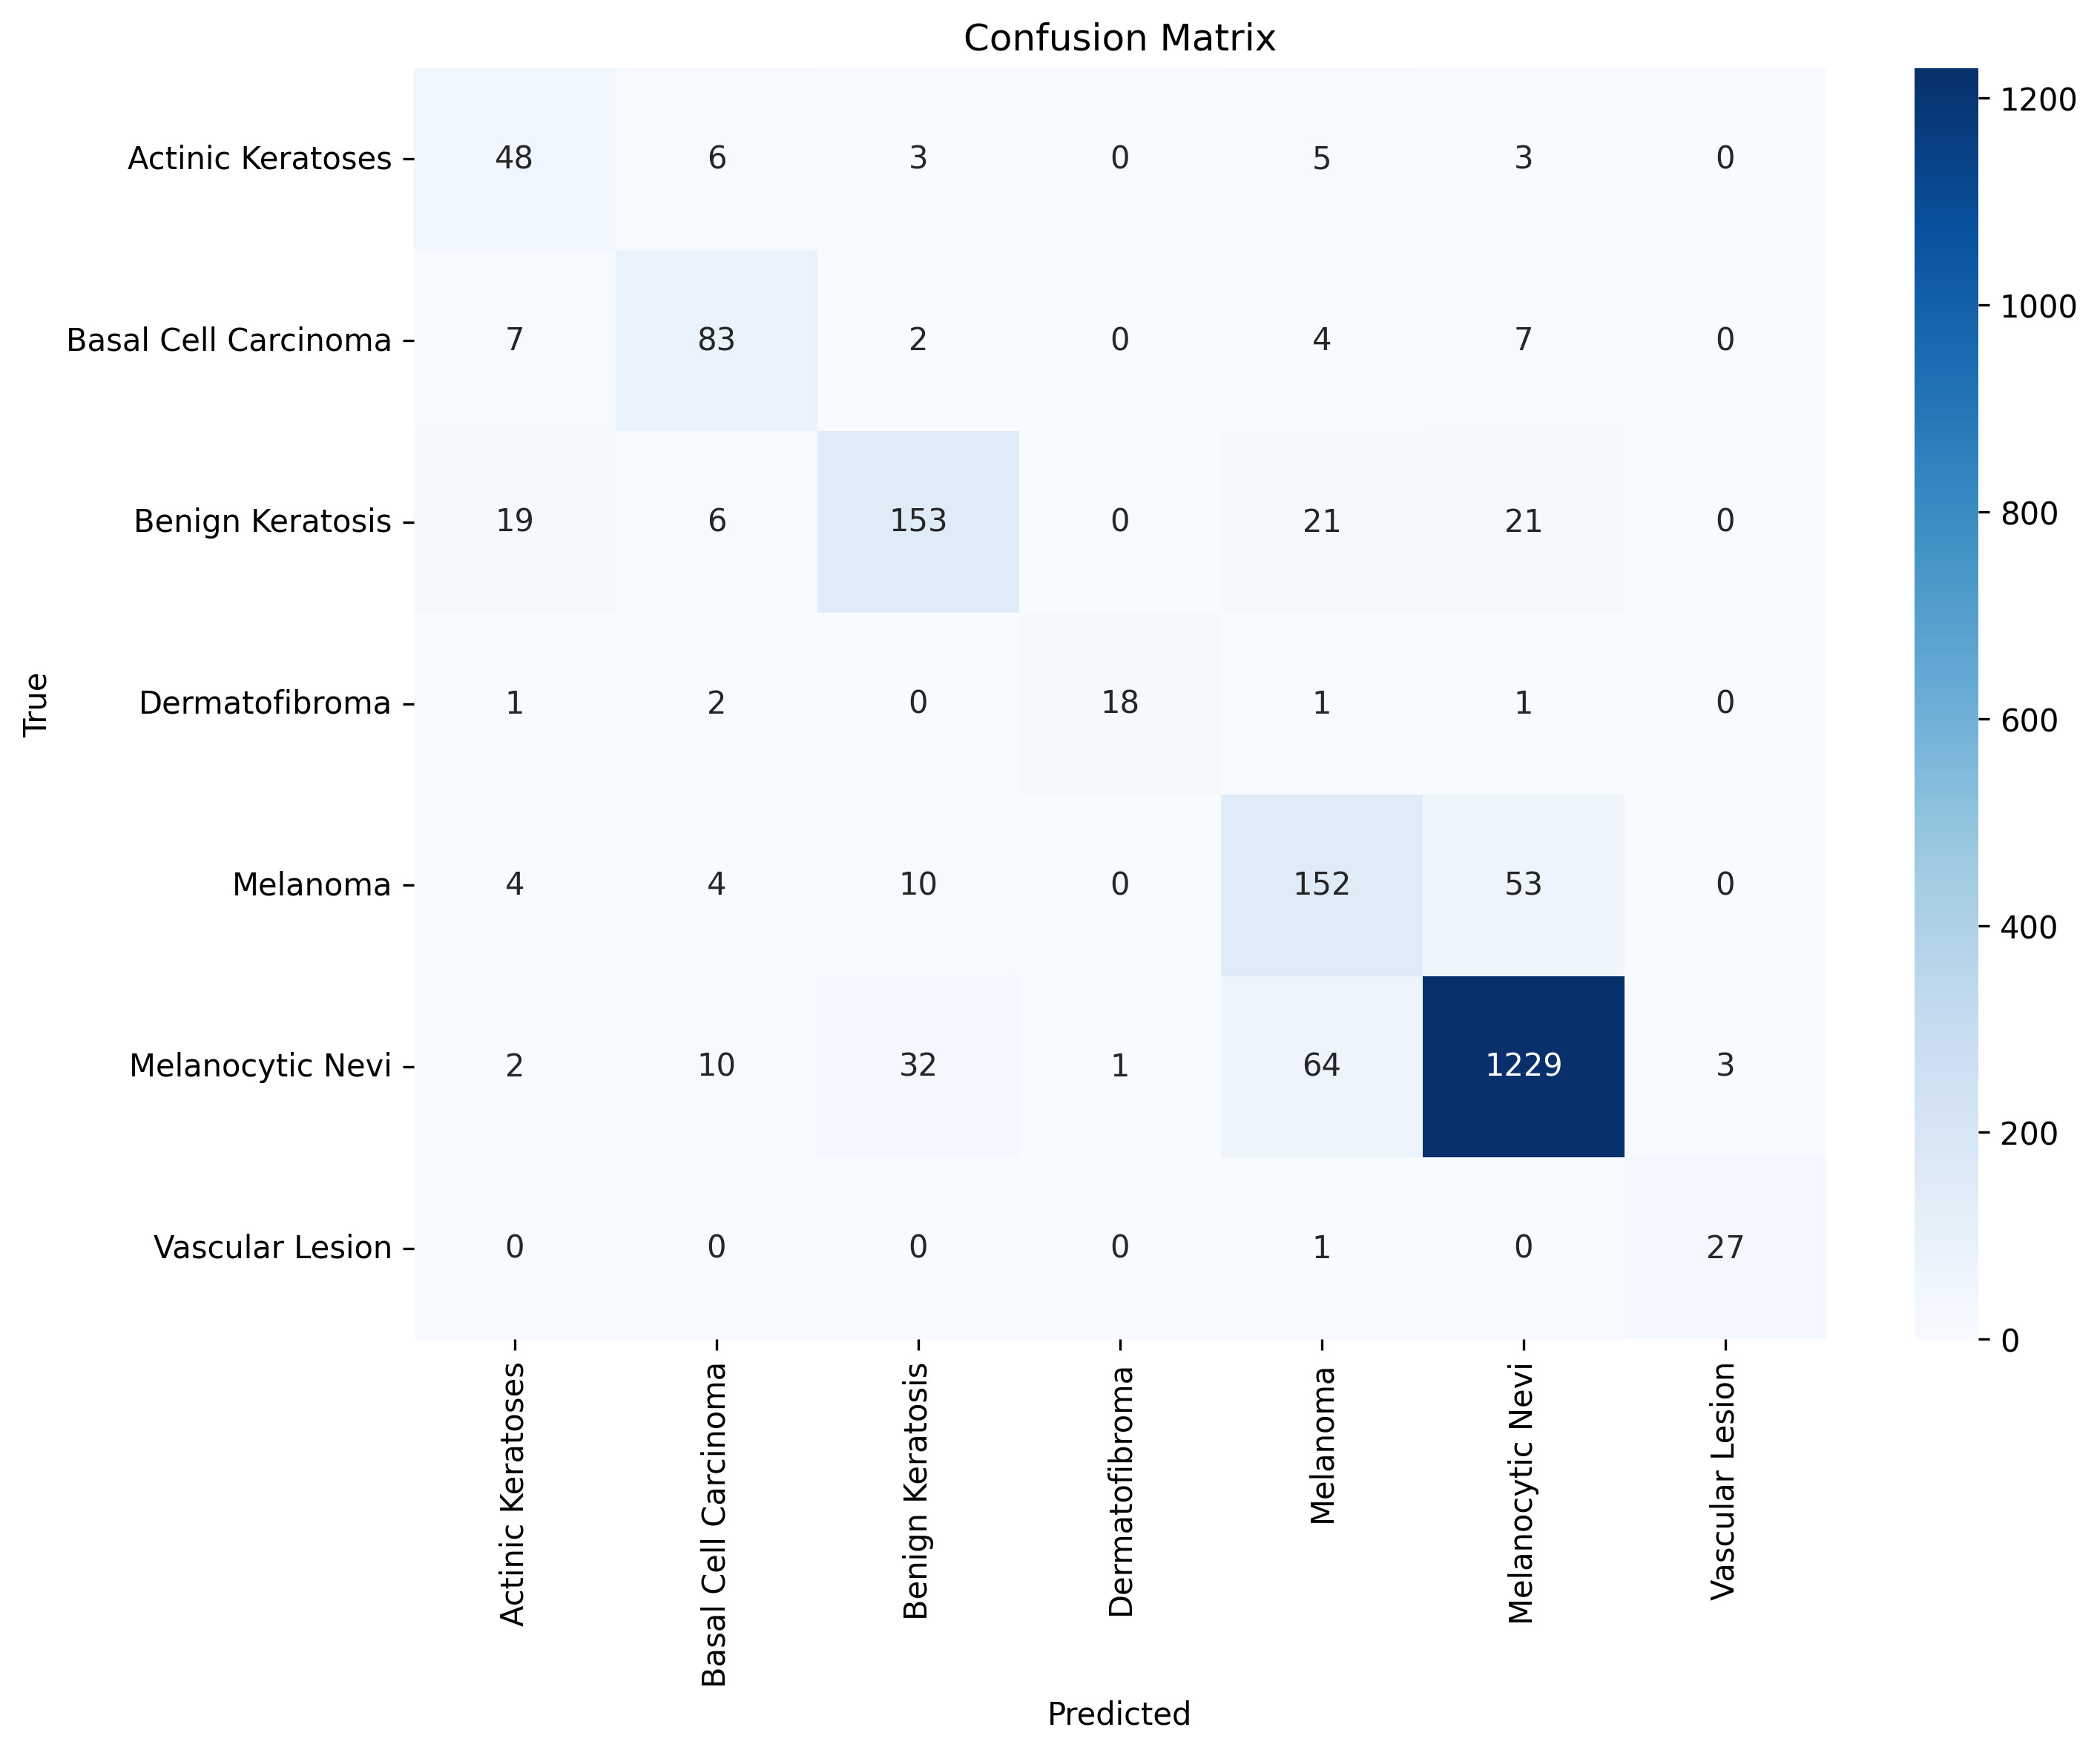 Confusion Matrix
Actinic Keratoses 48 6 3 0 5 3 0
Basal Cell Carcinoma 7 83 2 0 4 7 0
Benign Keratosis 19 6 153 0 21 21 0
Dermatofibroma 1 2 0 18 1 1 0
Melanoma 4 4 10 0 152 53 0
Melanocytic Nevi 2 10 32 1 64 1229 3
Vascular Lesion 0 0 0 0 1 0 27
True
Actinic Keratoses
Basal Cell Carcinoma
Benign Keratosis
Dermatofibroma
Melanoma
Melanocytic Nevi
Vascular Lesion
Predicted
1200
1000
800
600
400
200
0